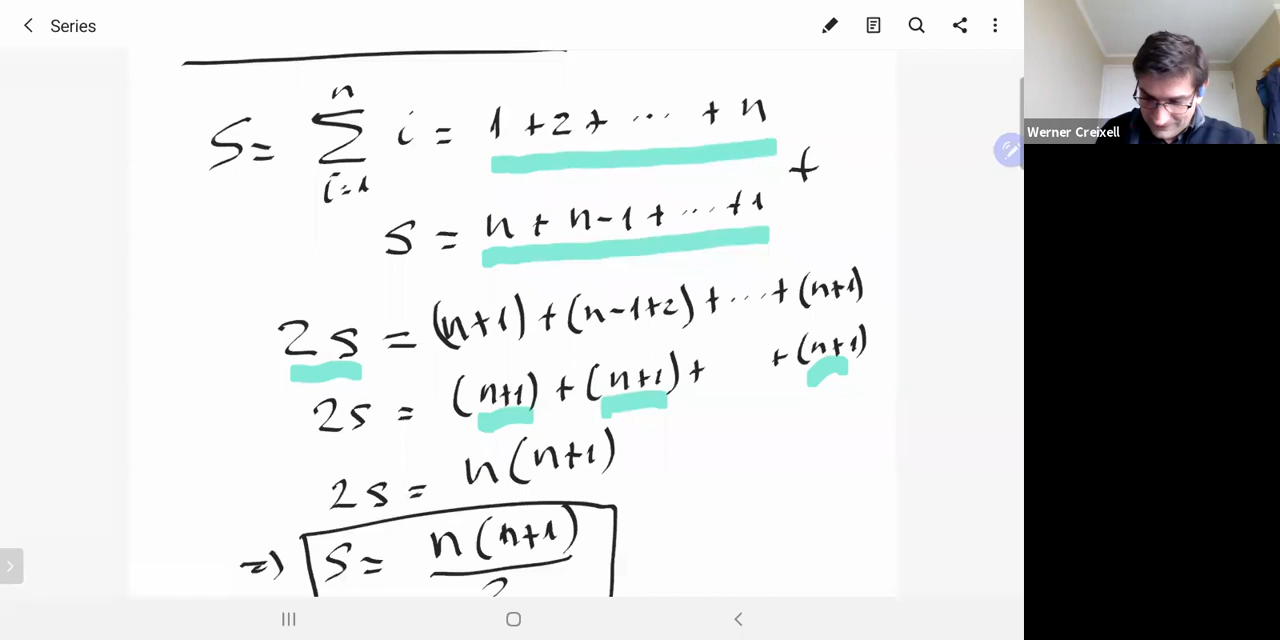 Series
Werner Creixell
S = n∑i=1 i = 1 + 2 + ... + n
+
S = n + n-1 + ... + 1
2S = (n+1) + (n-1+2) + ... + (n+1)
2S = (n+1) + (n+1) + + (n+1)
2S = n(n+1)
=> S = n(n+1)